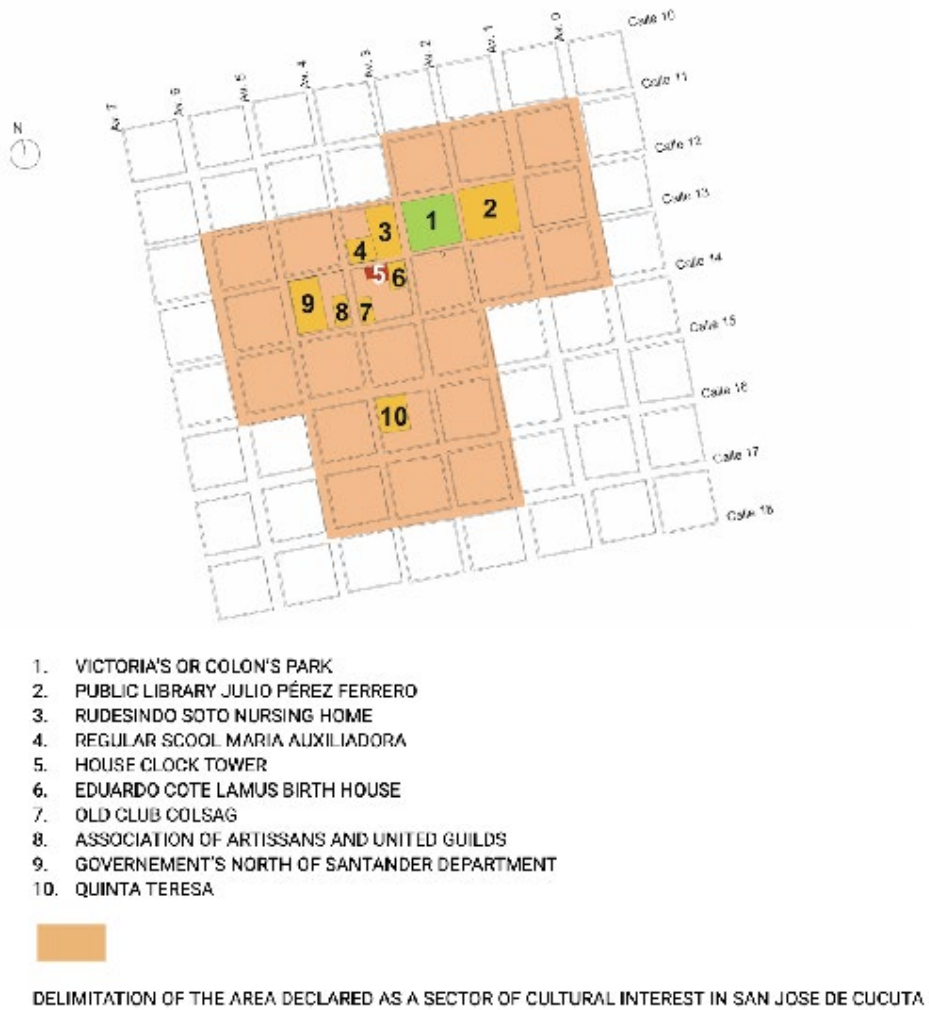 Calle 10
Av. 0
Av. 1
Av. 2
Av. 3
Av. 4
Av. 5
Av. 6
Av. 7
Calle 11
Calle 12
Calle 13
Calle 14
Calle 15
Calle 16
Calle 17
Calle 18
N
1
2
3
4
5
6
7
8
9
10
1. VICTORIA'S OR COLON'S PARK
2. PUBLIC LIBRARY JULIO PÉREZ FERRERO
3. RUDESINDO SOTO NURSING HOME
4. REGULAR SCOOL MARIA AUXILIADORA
5. HOUSE CLOCK TOWER
6. EDUARDO COTE LAMUS BIRTH HOUSE
7. OLD CLUB COLSAG
8. ASSOCIATION OF ARTISSANS AND UNITED GUILDS
9. GOVERNEMENT'S NORTH OF SANTANDER DEPARTMENT
10. QUINTA TERESA
DELIMITATION OF THE AREA DECLARED AS A SECTOR OF CULTURAL INTEREST IN SAN JOSE DE CUCUTA